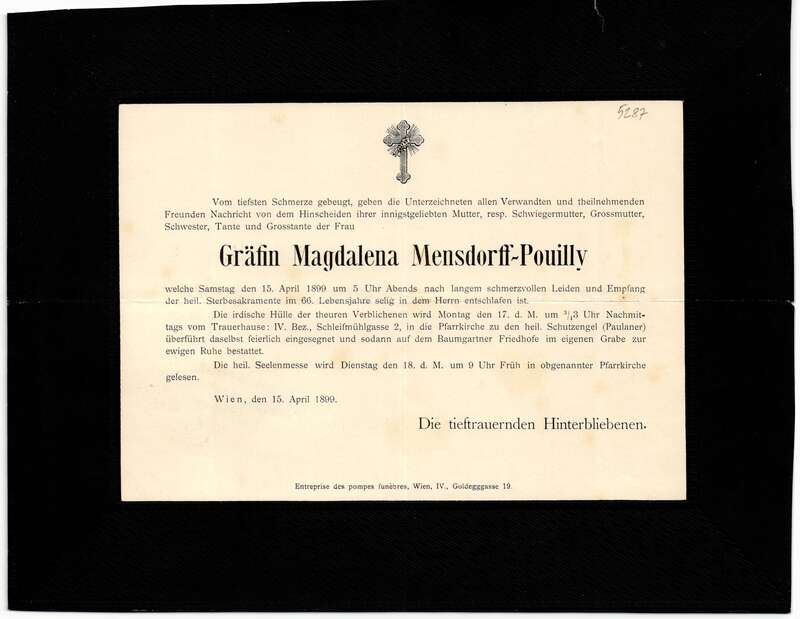 5287
Vom tiefsten Schmerze gebeugt, geben die Unterzeichneten allen Verwandten und theilnehmenden
Freunden Nachricht von dem Hinscheiden ihrer innigstgeliebten Mutter, resp. Schwiegermutter, Grossmutter,
Schwester, Tante und Grosstante der Frau
Gräfin Magdalena Mensdorff-Pouilly
welche Samstag den 15. April 1899 um 5 Uhr Abends nach langem schmerzvollen Leiden und Empfang
der heil. Sterbesakramente im 66. Lebensjahre selig in dem Herrn entschlafen ist.
Die irdische Hülle der theuren Verblichenen wird Montag den 17. d. M. um ³/₄3 Uhr Nachmit-
tags vom Trauerhause: IV. Bez., Schleifmühlgasse 2, in die Pfarrkirche zu den heil. Schutzengel (Paulaner)
überführt daselbst feierlich eingesegnet und sodann auf dem Baumgartner Friedhofe im eigenen Grabe zur
ewigen Ruhe bestattet.
Die heil. Seelenmesse wird Dienstag den 18. d. M. um 9 Uhr Früh in obgenannter Pfarrkirche
gelesen.
Wien, den 15. April 1899.
Die tieftrauernden Hinterbliebenen.
Entreprise des pompes funèbres, Wien, IV., Goldegggasse 19.